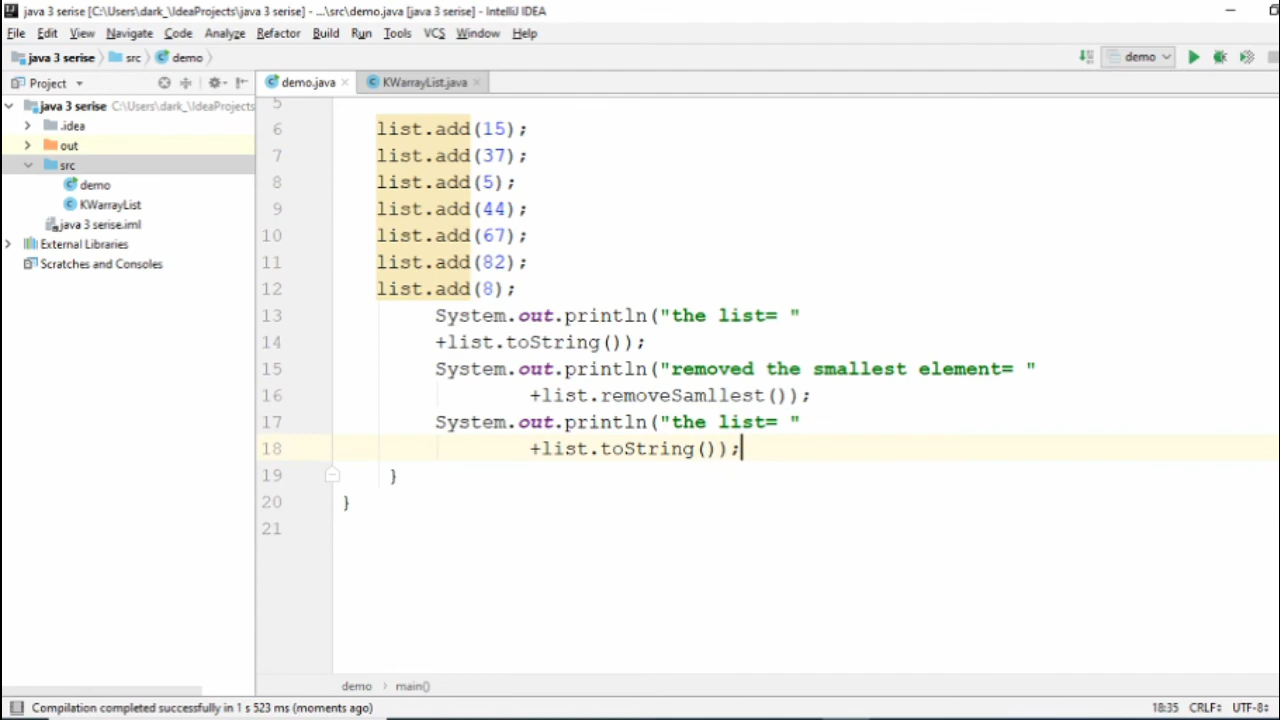 java 3 serise [C:\Users\dark_\IdeaProjects\java 3 serise] - ...\src\demo.java [java 3 serise] - IntelliJ IDEA
File Edit View Navigate Code Analyze Refactor Build Run Tools VCS Window Help
java 3 serise src demo demo
Project demo.java KWarrayList.java
java 3 serise C:\Users\dark_\IdeaProjects
.idea
out
src
demo
KWarrayList
java 3 serise.iml
External Libraries
Scratches and Consoles
5
6 list.add(15);
7 list.add(37);
8 list.add(5);
9 list.add(44);
10 list.add(67);
11 list.add(82);
12 list.add(8);
13 System.out.println("the list= "
14 +list.toString());
15 System.out.println("removed the smallest element= "
16 +list.removeSamllest());
17 System.out.println("the list= "
18 +list.toString());
19 }
20 }
21
demo main()
Compilation completed successfully in 1 s 523 ms (moments ago) 18:35 CRLF UTF-8